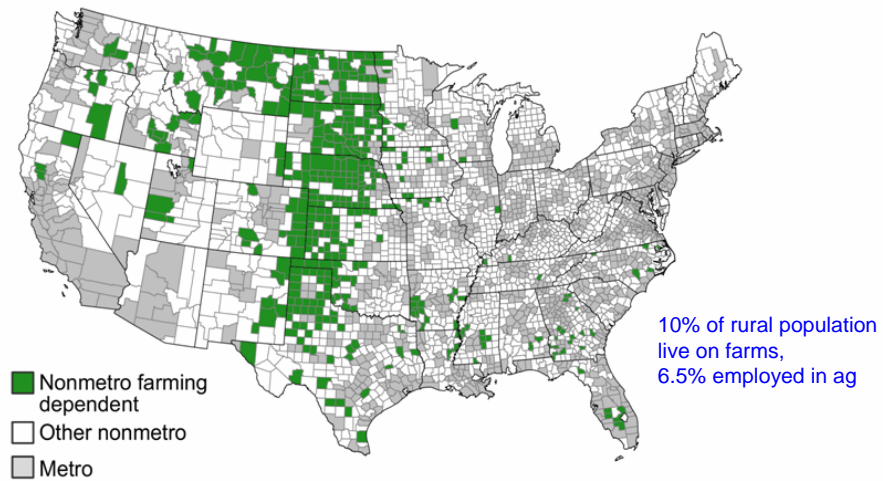 10% of rural population
live on farms,
6.5% employed in ag
Nonmetro farming
dependent
Other nonmetro
Metro